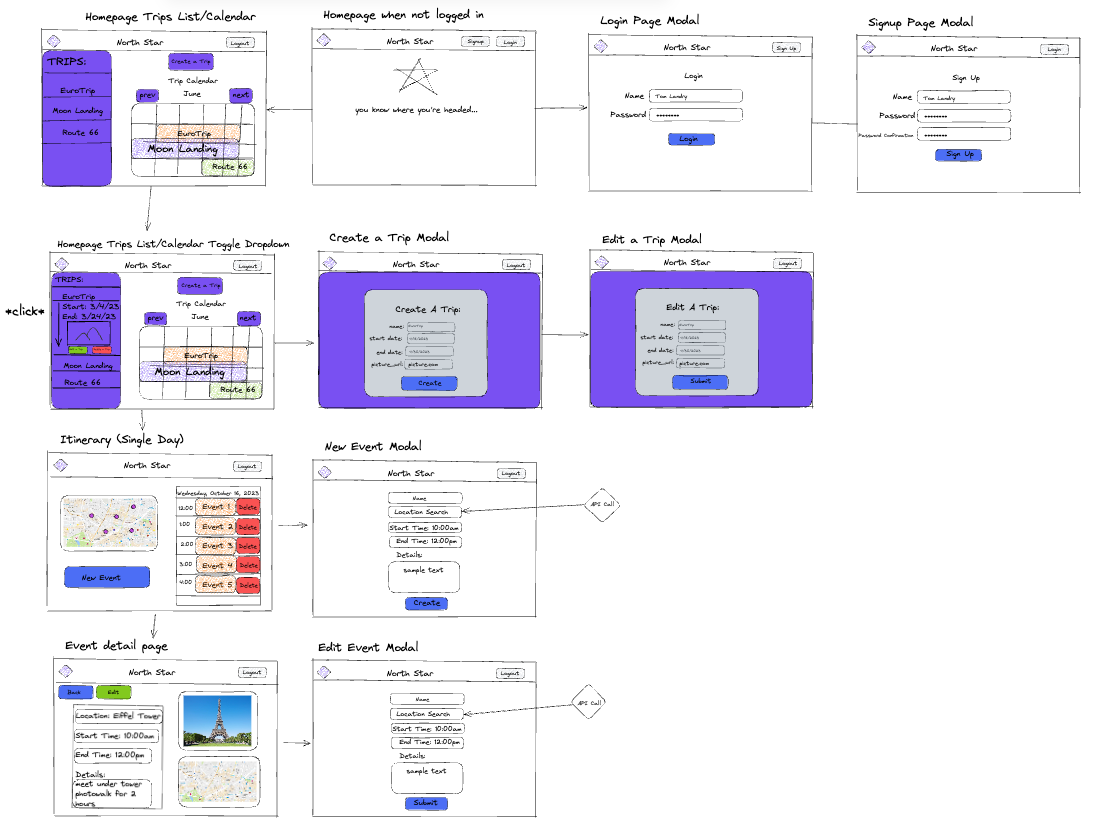 Homepage Trips List/Calendar
North Star
Logout
TRIPS:
EuroTrip
Moon Landing
Route 66
Create a Trip
Trip Calendar
prev
June
next
EuroTrip
Moon Landing
Route 66
Homepage when not logged in
North Star
Signup
Login
you know where you're headed...
Login Page Modal
North Star
Sign Up
Login
Name
Tom Landry
Password
••••••••
Login
Signup Page Modal
North Star
Login
Sign Up
Name
Tom Landry
Password
••••••••
Password Confirmation
••••••••
Sign Up
*click*
Homepage Trips List/Calendar Toggle Dropdown
North Star
Logout
TRIPS:
EuroTrip
Start: 3/4/23
End: 3/24/23
Moon Landing
Route 66
Create a Trip
Trip Calendar
prev
June
next
EuroTrip
Moon Landing
Route 66
Create a Trip Modal
North Star
Logout
Create A Trip:
name:
EuroTrip
start date:
end date:
picture_url:
picture.com
Create
Edit a Trip Modal
North Star
Logout
Edit A Trip:
name:
EuroTrip
start date:
end date:
picture_url:
picture.com
Submit
Itinerary (Single Day)
North Star
Logout
New Event
Wednesday, October 16, 2023
12:00
Event 1
Delete
1:00
Event 2
Delete
2:00
Event 3
Delete
3:00
Event 4
Delete
4:00
Event 5
Delete
New Event Modal
North Star
Logout
Name
Location Search
Start Time: 10:00am
End Time: 12:00pm
Details:
sample text
Create
API Call
Event detail page
North Star
Logout
Back
Edit
Location: Eiffel Tower
Start Time: 10:00am
End Time: 12:00pm
Details:
meet under tower
photowalk for 2
hours
Edit Event Modal
North Star
Logout
Name
Location Search
Start Time: 10:00am
End Time: 12:00pm
Details:
sample text
Submit
API Call